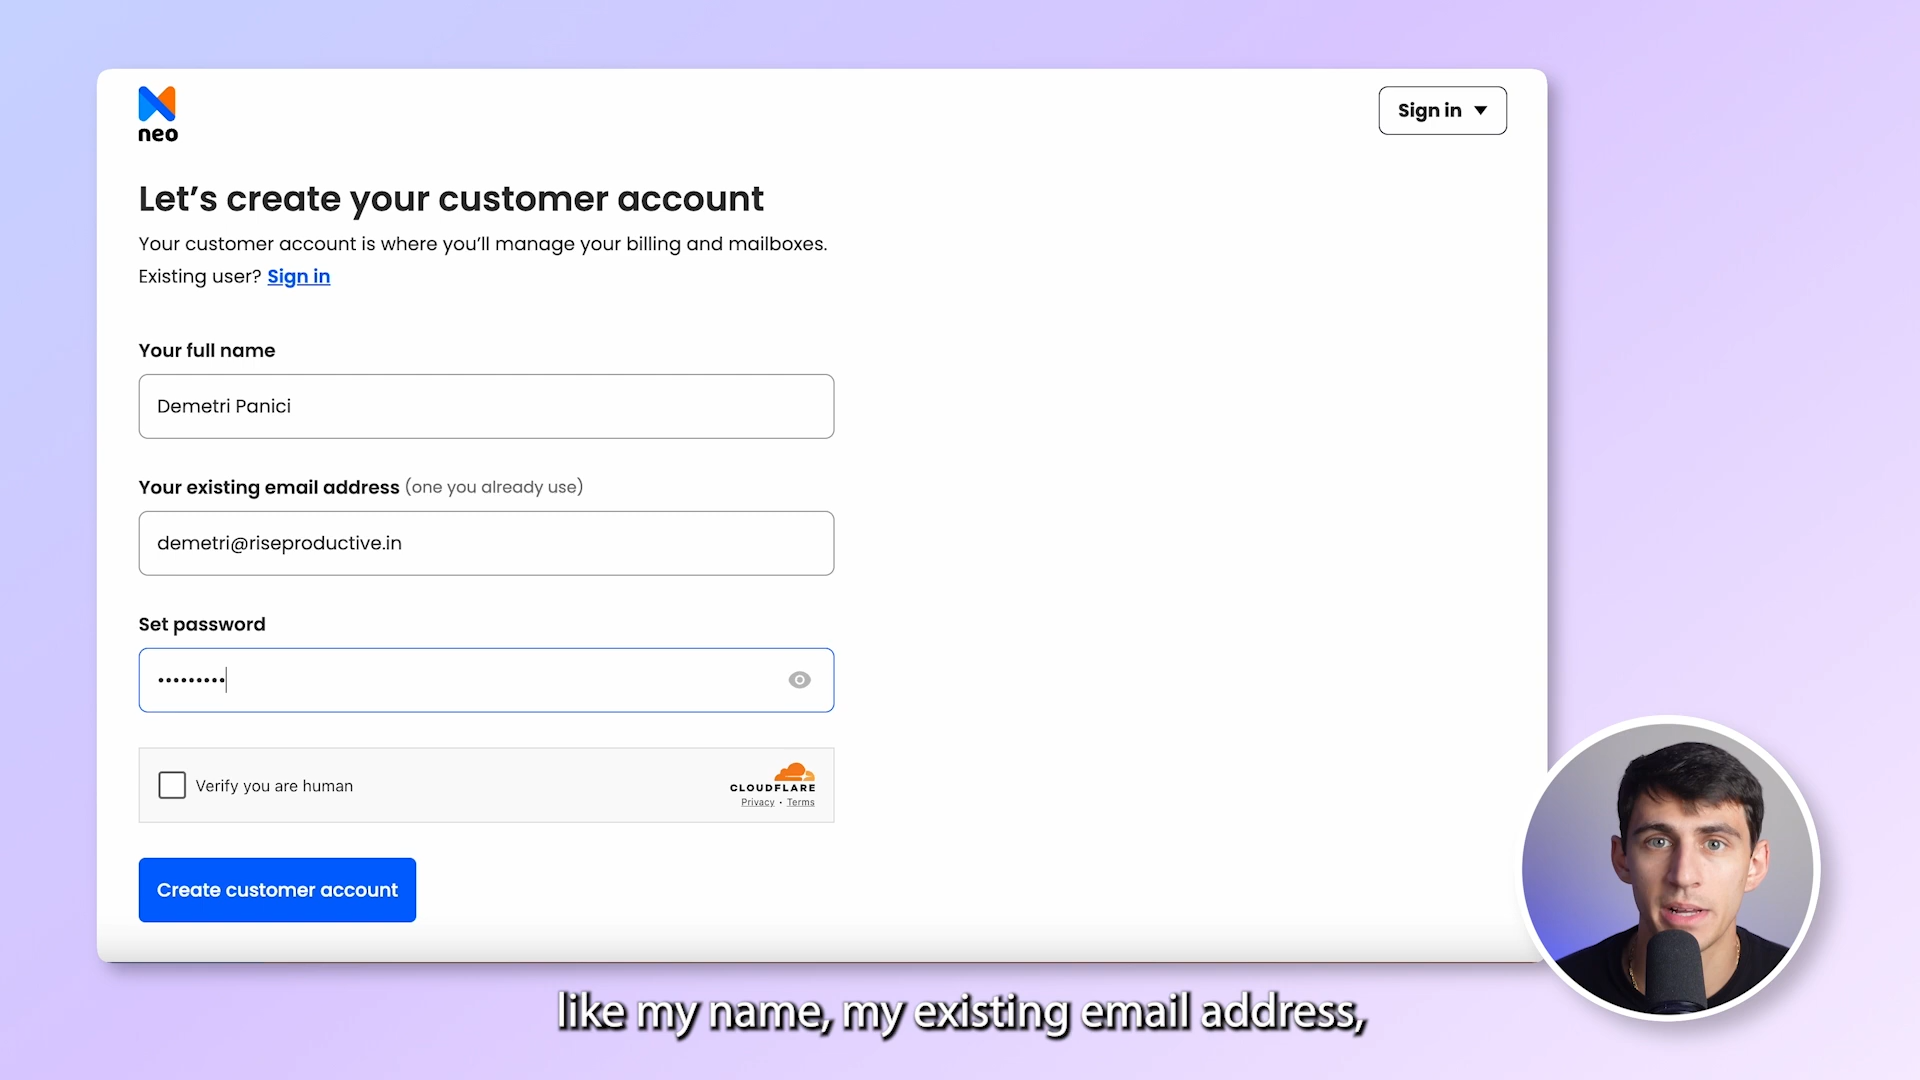 neo
Sign in
Let’s create your customer account
Your customer account is where you’ll manage your billing and mailboxes.
Existing user? Sign in
Your full name
Demetri Panici
Your existing email address (one you already use)
demetri@riseproductive.in
Set password
•••••••••
Verify you are human
CLOUDFLARE
Privacy • Terms
Create customer account
like my name, my existing email address,